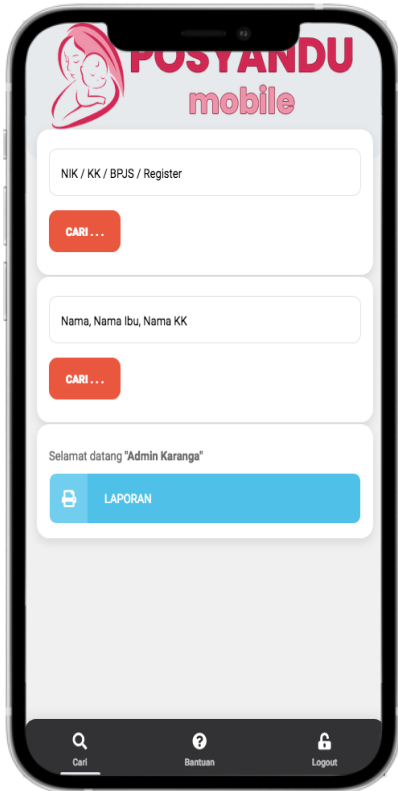 POSYANDU
mobile
NIK / KK / BPJS / Register
CARI . . .
Nama, Nama Ibu, Nama KK
CARI . . .
Selamat datang "Admin Karanga"
LAPORAN
Cari
Bantuan
Logout